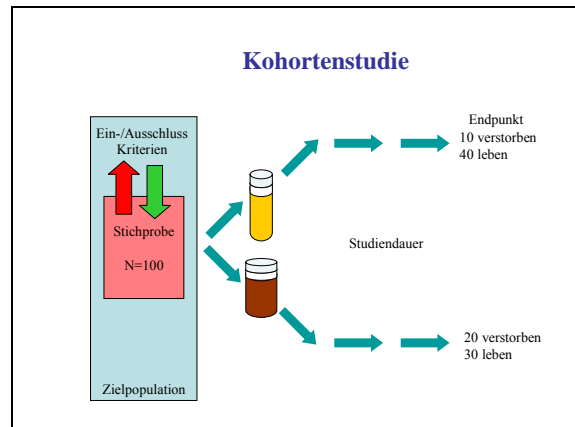 Kohortenstudie
Ein-/Ausschluss
Kriterien
Stichprobe
N=100
Zielpopulation
Endpunkt
10 verstorben
40 leben
Studiendauer
20 verstorben
30 leben